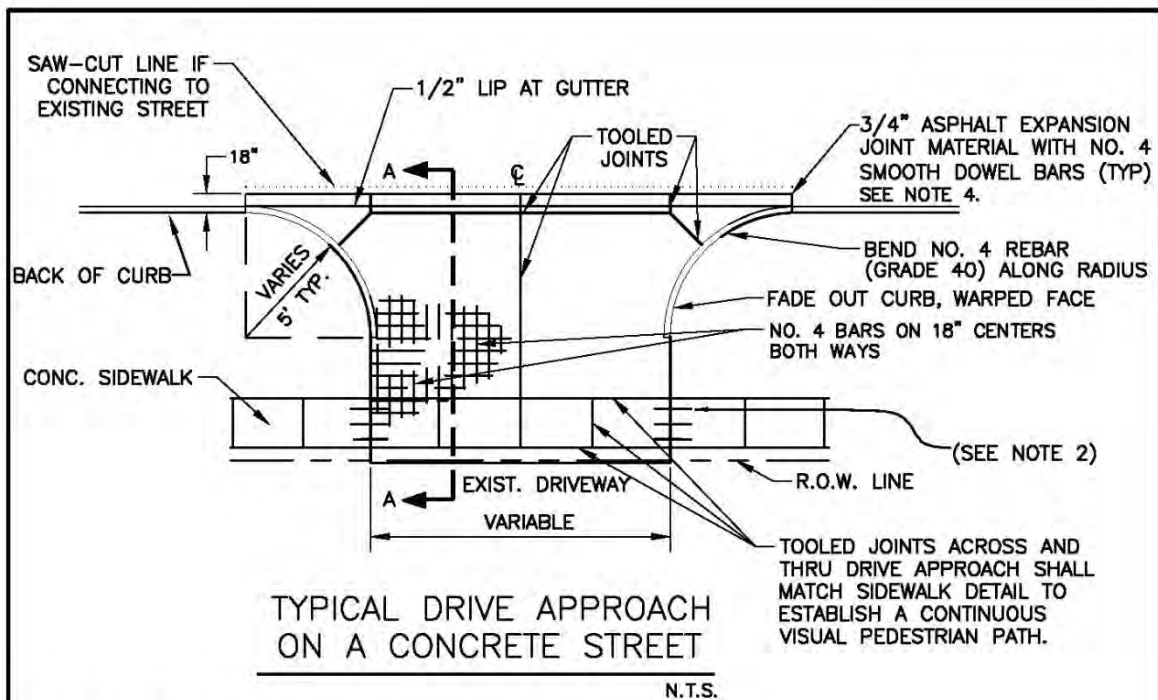 SAW-CUT LINE IF
CONNECTING TO
EXISTING STREET
1/2" LIP AT GUTTER
18"
A
℄
TOOLED
JOINTS
3/4" ASPHALT EXPANSION
JOINT MATERIAL WITH NO. 4
SMOOTH DOWEL BARS (TYP)
SEE NOTE 4.
BACK OF CURB
VARIES
5' TYP.
BEND NO. 4 REBAR
(GRADE 40) ALONG RADIUS
FADE OUT CURB, WARPED FACE
NO. 4 BARS ON 18" CENTERS
BOTH WAYS
CONC. SIDEWALK
(SEE NOTE 2)
R.O.W. LINE
A
EXIST. DRIVEWAY
VARIABLE
TOOLED JOINTS ACROSS AND
THRU DRIVE APPROACH SHALL
MATCH SIDEWALK DETAIL TO
ESTABLISH A CONTINUOUS
VISUAL PEDESTRIAN PATH.
TYPICAL DRIVE APPROACH
ON A CONCRETE STREET
N.T.S.